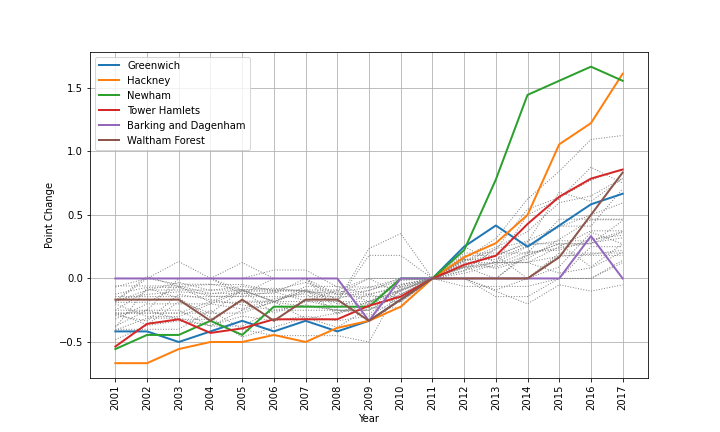 Greenwich
Hackney
Newham
Tower Hamlets
Barking and Dagenham
Waltham Forest
1.5
1.0
0.5
0.0
−0.5
Point Change
2001 2002 2003 2004 2005 2006 2007 2008 2009 2010 2011 2012 2013 2014 2015 2016 2017
Year